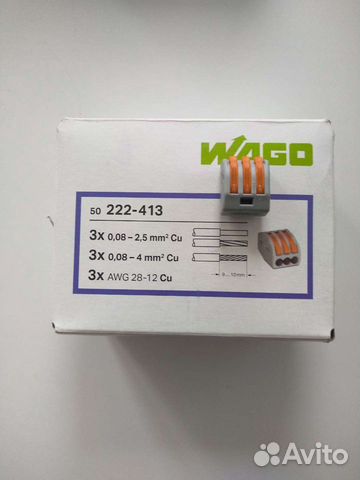 WAGO
50 222-413
3x 0,08 – 2,5 mm² Cu
3x 0,08 – 4 mm² Cu
3x AWG 28-12 Cu
9...10mm
Avito